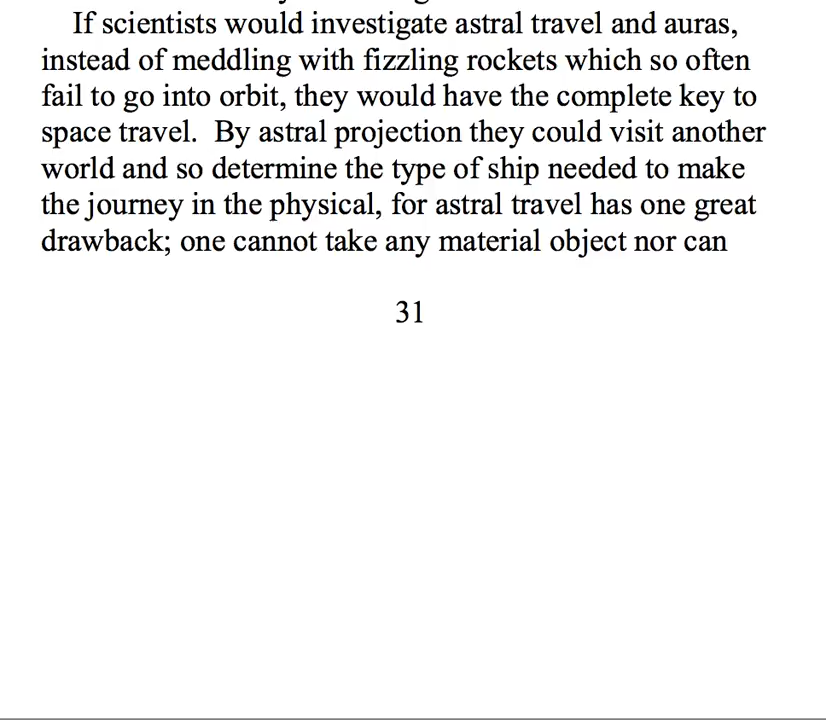 If scientists would investigate astral travel and auras,
instead of meddling with fizzling rockets which so often
fail to go into orbit, they would have the complete key to
space travel.  By astral projection they could visit another
world and so determine the type of ship needed to make
the journey in the physical, for astral travel has one great
drawback; one cannot take any material object nor can
31